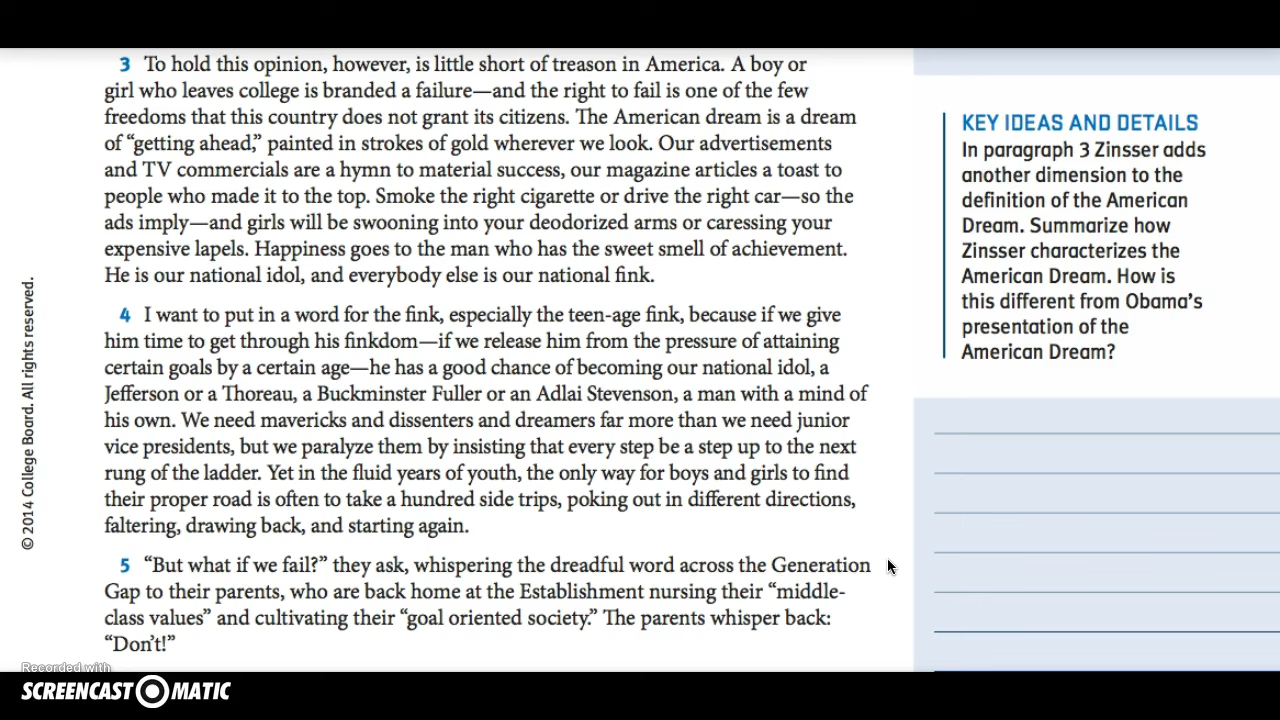 3 To hold this opinion, however, is little short of treason in America. A boy or
girl who leaves college is branded a failure—and the right to fail is one of the few
freedoms that this country does not grant its citizens. The American dream is a dream
of “getting ahead,” painted in strokes of gold wherever we look. Our advertisements
and TV commercials are a hymn to material success, our magazine articles a toast to
people who made it to the top. Smoke the right cigarette or drive the right car—so the
ads imply—and girls will be swooning into your deodorized arms or caressing your
expensive lapels. Happiness goes to the man who has the sweet smell of achievement.
He is our national idol, and everybody else is our national fink.
4 I want to put in a word for the fink, especially the teen-age fink, because if we give
him time to get through his finkdom—if we release him from the pressure of attaining
certain goals by a certain age—he has a good chance of becoming our national idol, a
Jefferson or a Thoreau, a Buckminster Fuller or an Adlai Stevenson, a man with a mind of
his own. We need mavericks and dissenters and dreamers far more than we need junior
vice presidents, but we paralyze them by insisting that every step be a step up to the next
rung of the ladder. Yet in the fluid years of youth, the only way for boys and girls to find
their proper road is often to take a hundred side trips, poking out in different directions,
faltering, drawing back, and starting again.
5 “But what if we fail?” they ask, whispering the dreadful word across the Generation
Gap to their parents, who are back home at the Establishment nursing their “middle-
class values” and cultivating their “goal oriented society.” The parents whisper back:
“Don’t!”
KEY IDEAS AND DETAILS
In paragraph 3 Zinsser adds
another dimension to the
definition of the American
Dream. Summarize how
Zinsser characterizes the
American Dream. How is
this different from Obama’s
presentation of the
American Dream?
© 2014 College Board. All rights reserved.
Recorded with
SCREENCAST-O-MATIC